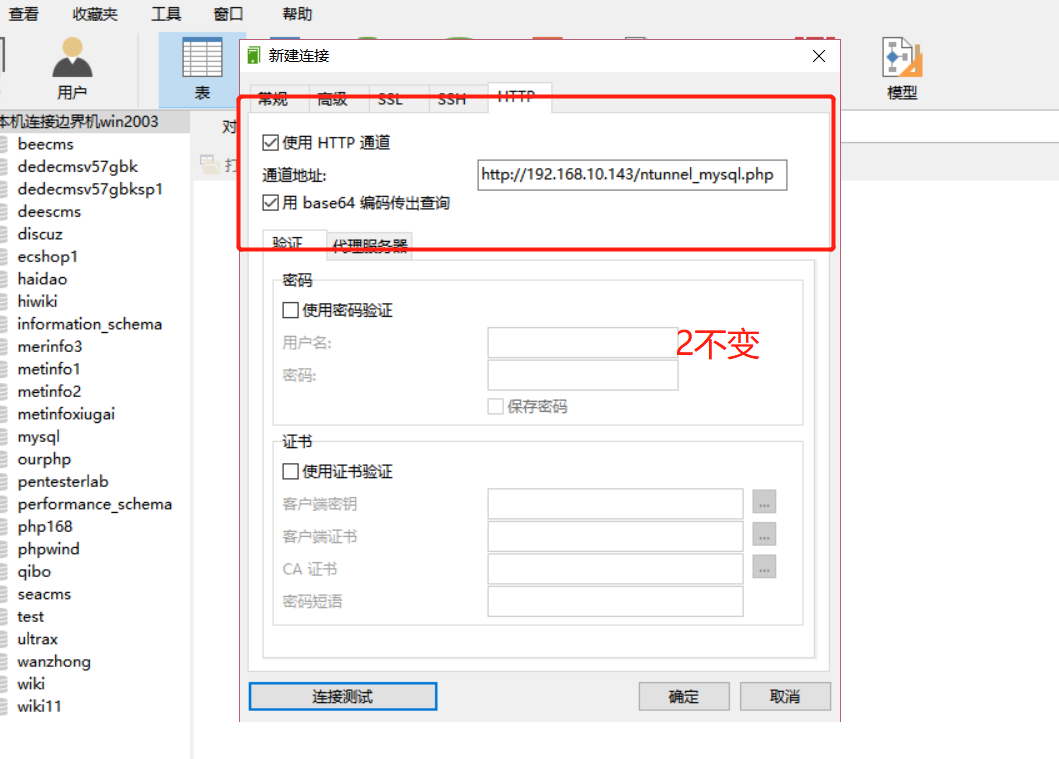 查看 收藏夹 工具 窗口 帮助
用户 表 模型
新建连接
常规 高级 SSL SSH HTTP
使用 HTTP 通道
通道地址: http://192.168.10.143/ntunnel_mysql.php
用 base64 编码传出查询
验证 代理服务器
密码
使用密码验证
用户名:
2不变
密码:
保存密码
证书
使用证书验证
客户端密钥 ...
客户端证书 ...
CA 证书 ...
密码短语
连接测试 确定 取消
本机连接边界机win2003
beecms
dedecmsv57gbk
dedecmsv57gbksp1
deescms
discuz
ecshop1
haidao
hiwiki
information_schema
merinfo3
metinfo1
metinfo2
metinfoxiugai
mysql
ourphp
pentesterlab
performance_schema
php168
phpwind
qibo
seacms
test
ultrax
wanzhong
wiki
wiki11